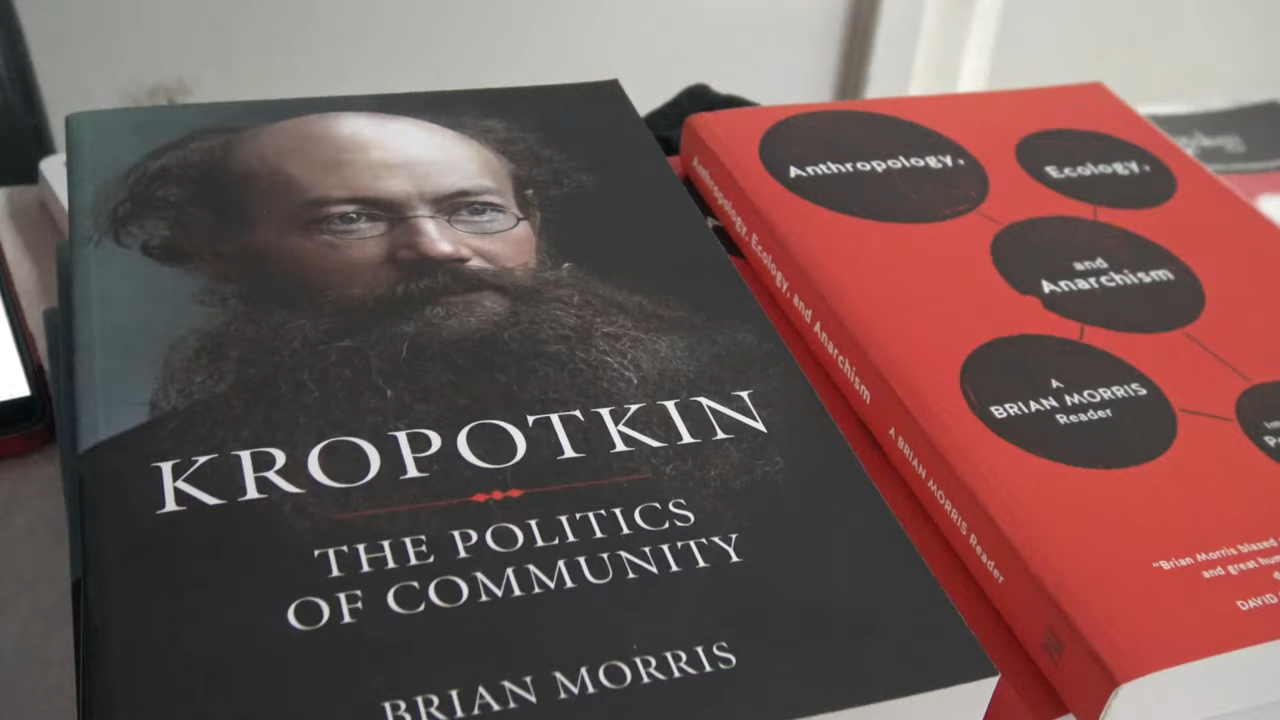 KROPOTKIN
THE POLITICS
OF COMMUNITY
BRIAN MORRIS
Anthropology, Ecology, and Anarchism
A BRIAN MORRIS Reader
Anthropology,
Ecology,
and
Anarchism
A
BRIAN MORRIS
Reader
"Brian Morris blazed
and great
DAVID